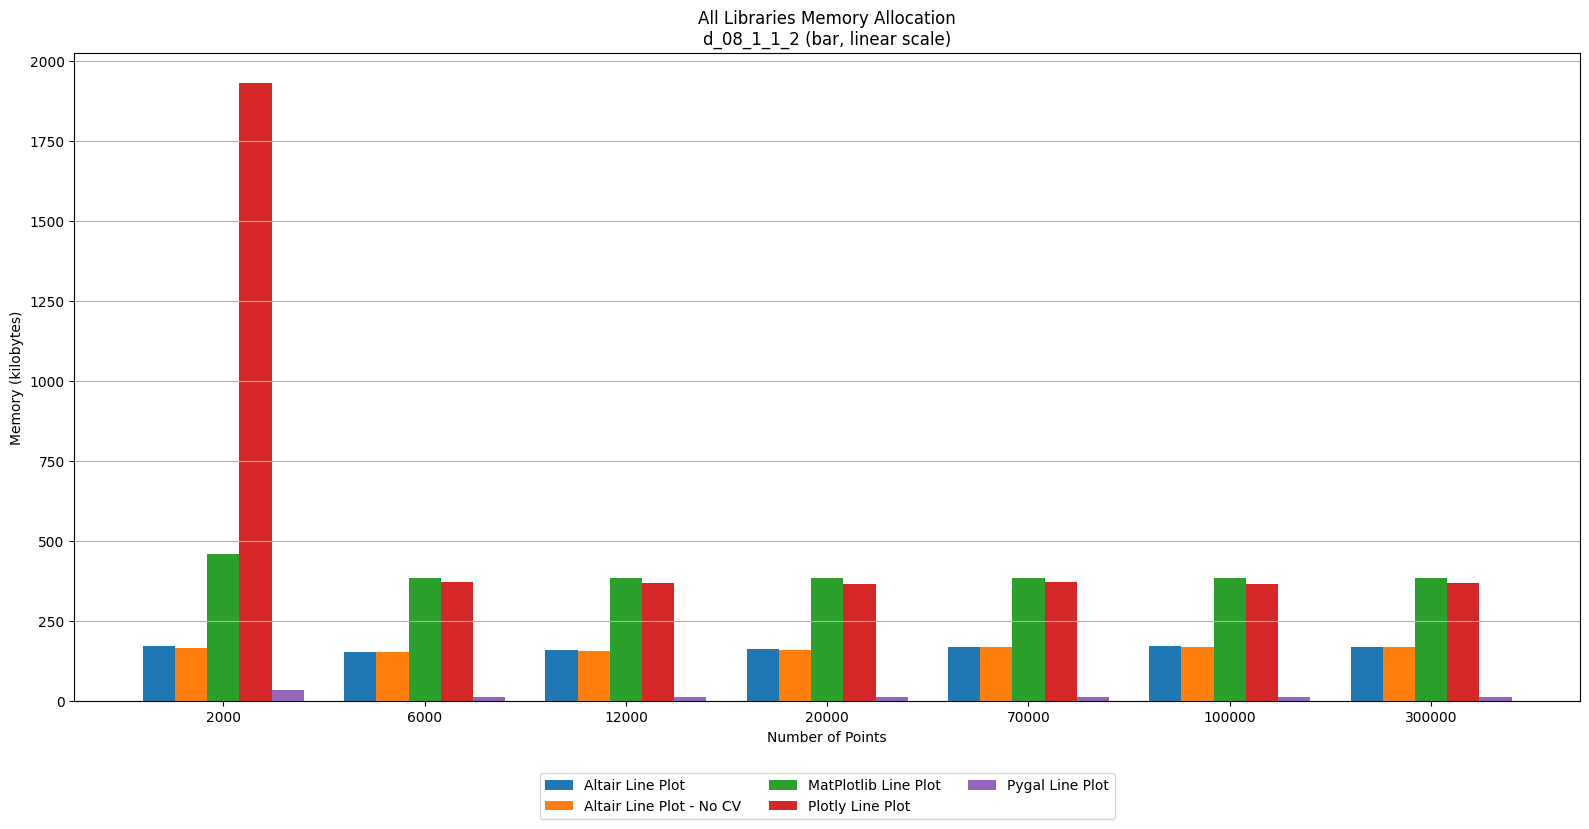 All Libraries Memory Allocation
d_08_1_1_2 (bar, linear scale)
2000
1750
1500
1250
1000
750
500
250
0
Memory (kilobytes)
2000 6000 12000 20000 70000 100000 300000
Number of Points
Altair Line Plot
Altair Line Plot - No CV
MatPlotlib Line Plot
Plotly Line Plot
Pygal Line Plot